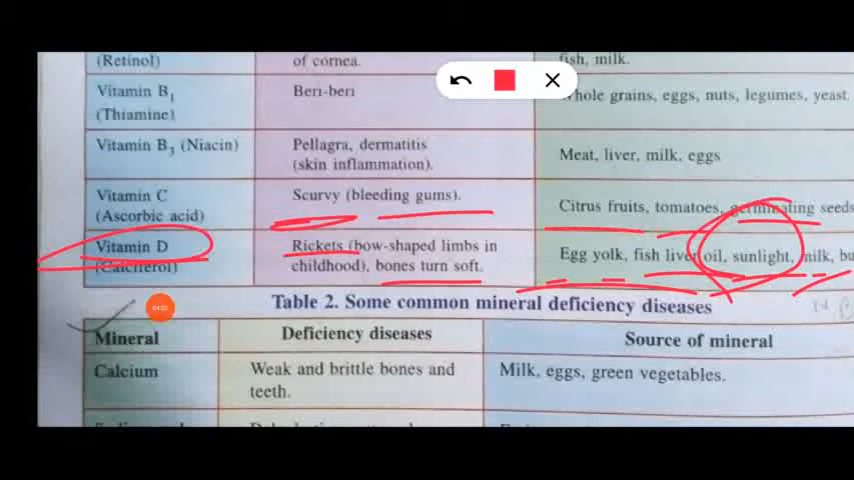 (Retinol) of cornea. fish, milk.
Vitamin B1 Beri-beri Whole grains, eggs, nuts, legumes, yeast.
(Thiamine)
Vitamin B3 (Niacin) Pellagra, dermatitis Meat, liver, milk, eggs
(skin inflammation).
Vitamin C Scurvy (bleeding gums). Citrus fruits, tomatoes, germinating seeds
(Ascorbic acid)
Vitamin D Rickets (bow-shaped limbs in Egg yolk, fish liver oil, sunlight, milk,
(Calciferol) childhood), bones turn soft.
Table 2. Some common mineral deficiency diseases
Mineral Deficiency diseases Source of mineral
Calcium Weak and brittle bones and Milk, eggs, green vegetables.
teeth.